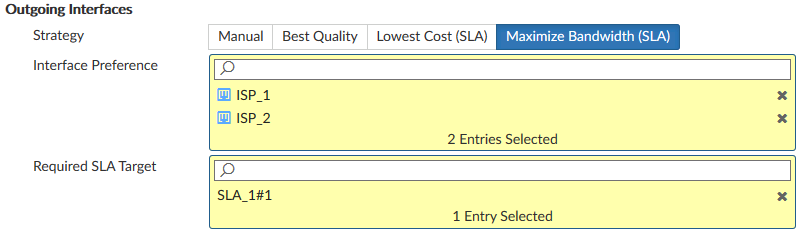 Outgoing Interfaces
Strategy Manual Best Quality Lowest Cost (SLA) Maximize Bandwidth (SLA)
Interface Preference
ISP_1
ISP_2
2 Entries Selected
Required SLA Target
SLA_1#1
1 Entry Selected